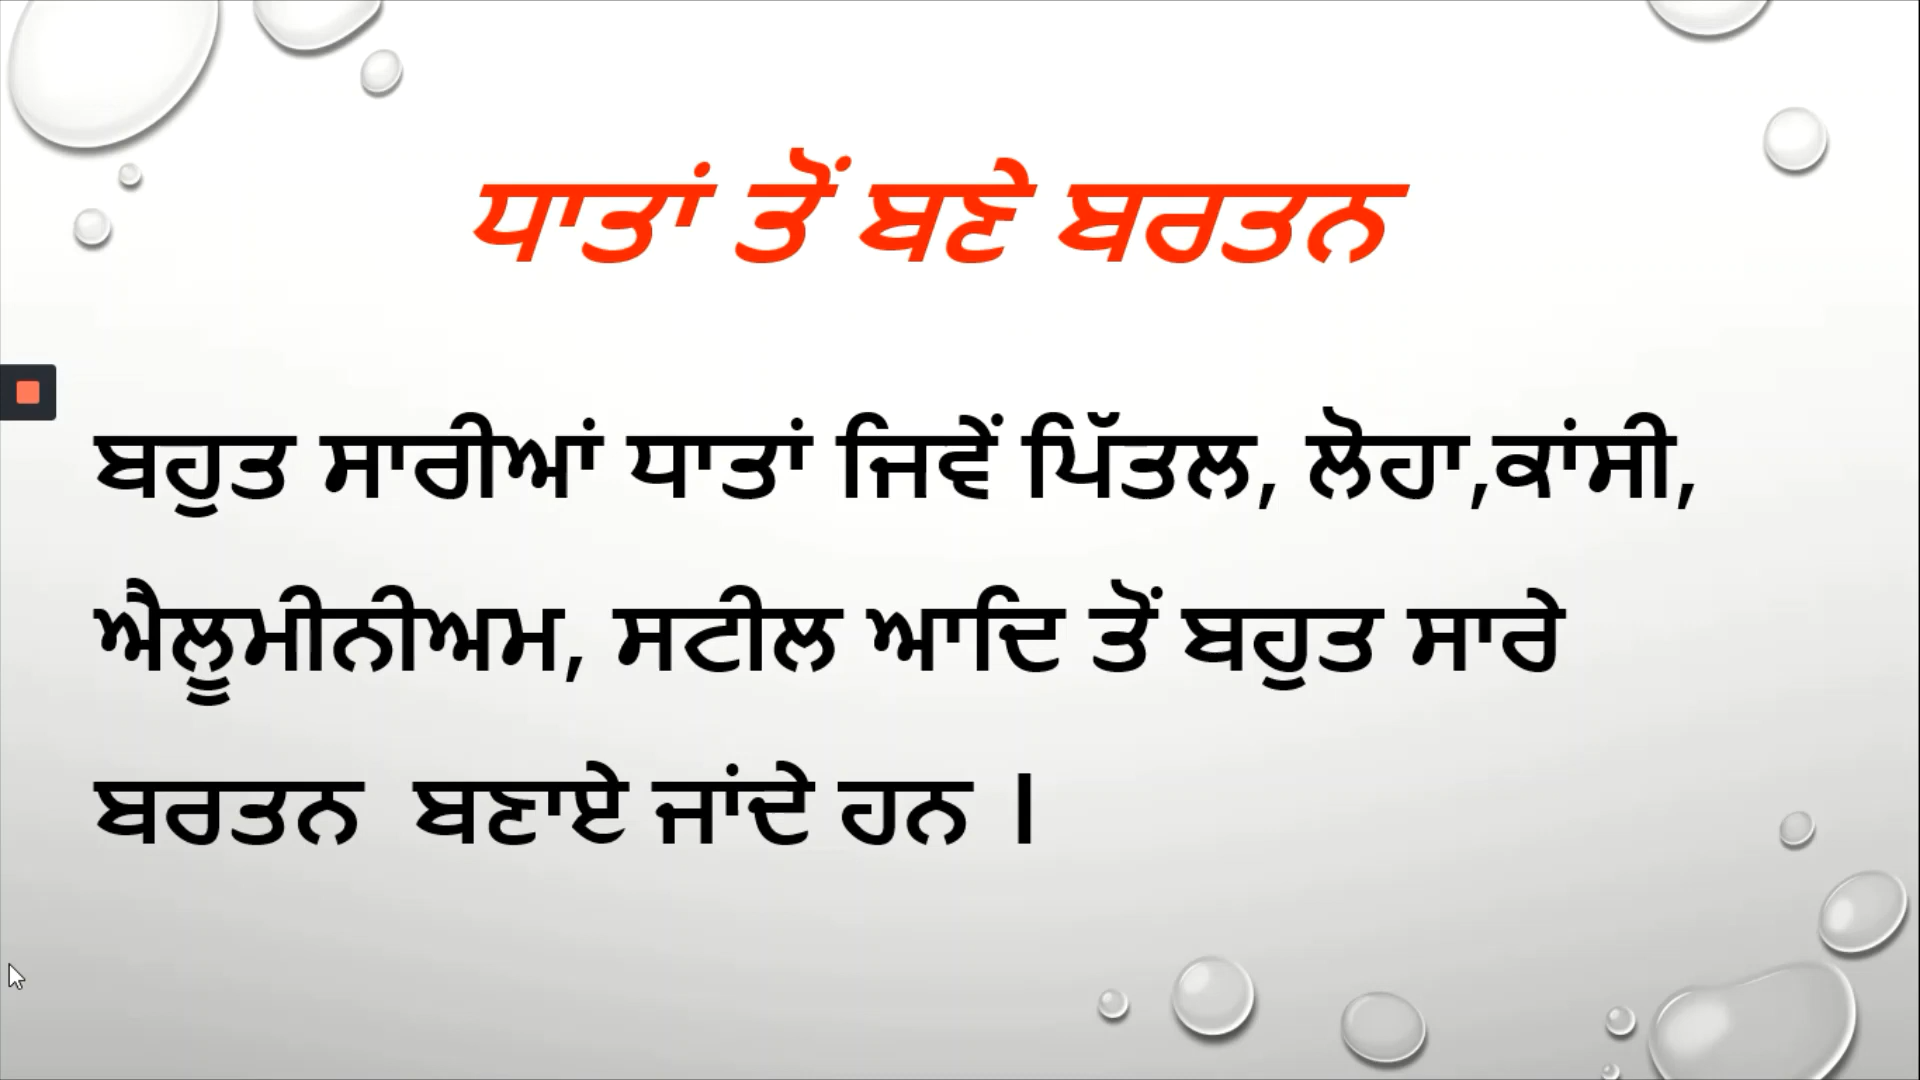 ਧਾਤਾਂ ਤੋਂ ਬਣੇ ਬਰਤਨ
ਬਹੁਤ ਸਾਰੀਆਂ ਧਾਤਾਂ ਜਿਵੇਂ ਪਿੱਤਲ, ਲੋਹਾ,ਕਾਂਸੀ,
ਐਲੂਮੀਨੀਅਮ, ਸਟੀਲ ਆਦਿ ਤੋਂ ਬਹੁਤ ਸਾਰੇ
ਬਰਤਨ  ਬਣਾਏ ਜਾਂਦੇ ਹਨ ।